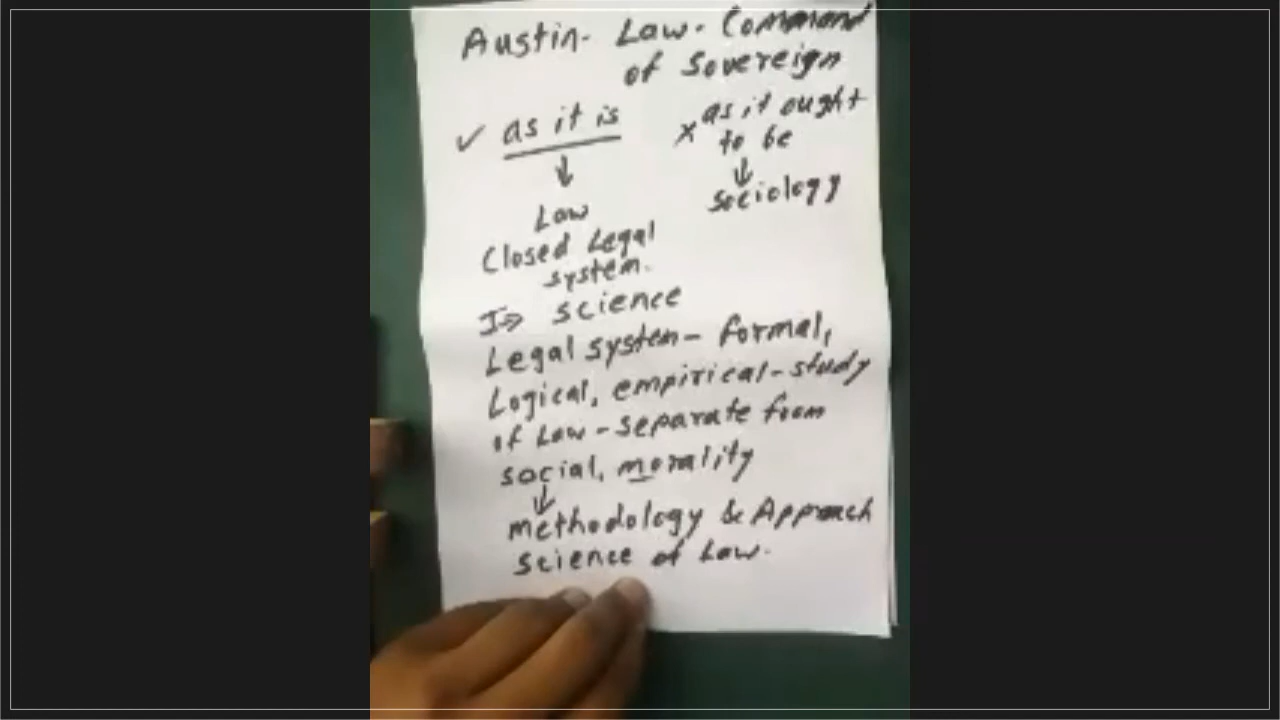 Austin- Law- Command
of Sovereign
✓ as it is
↓
Law
Closed Legal
system.
x as it ought
to be
↓
sociology
I⇒ science
Legal system- formal,
Logical, empirical-study
of Law-separate from
social, morality
↓
methodology & Approach
science of Law.